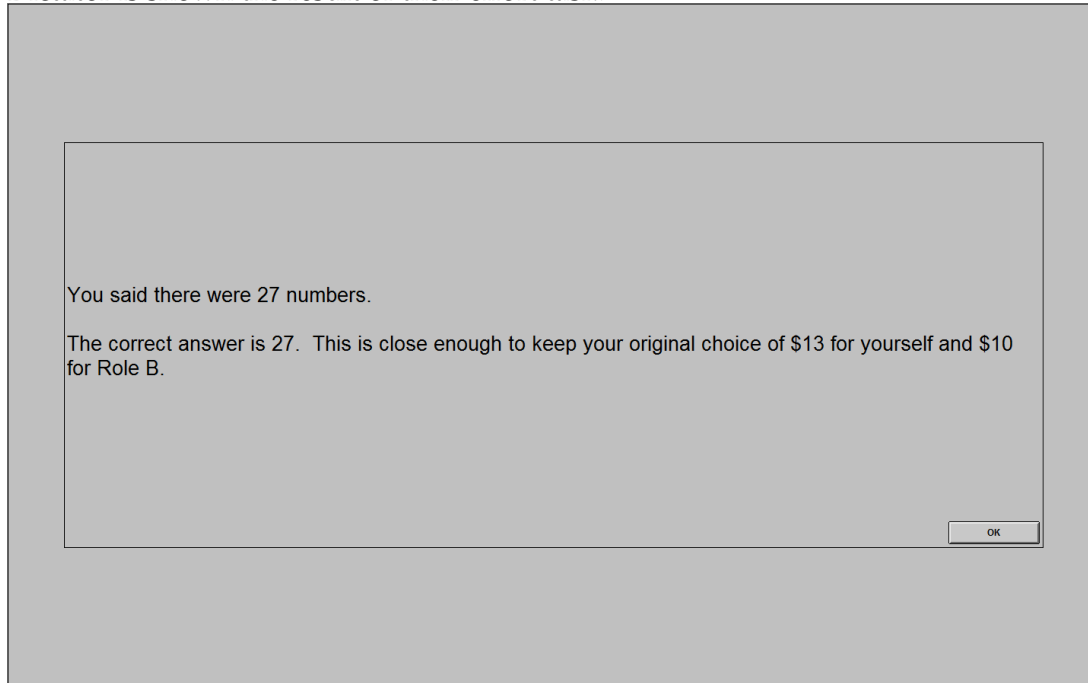 You said there were 27 numbers.
The correct answer is 27.  This is close enough to keep your original choice of $13 for yourself and $10
for Role B.
OK